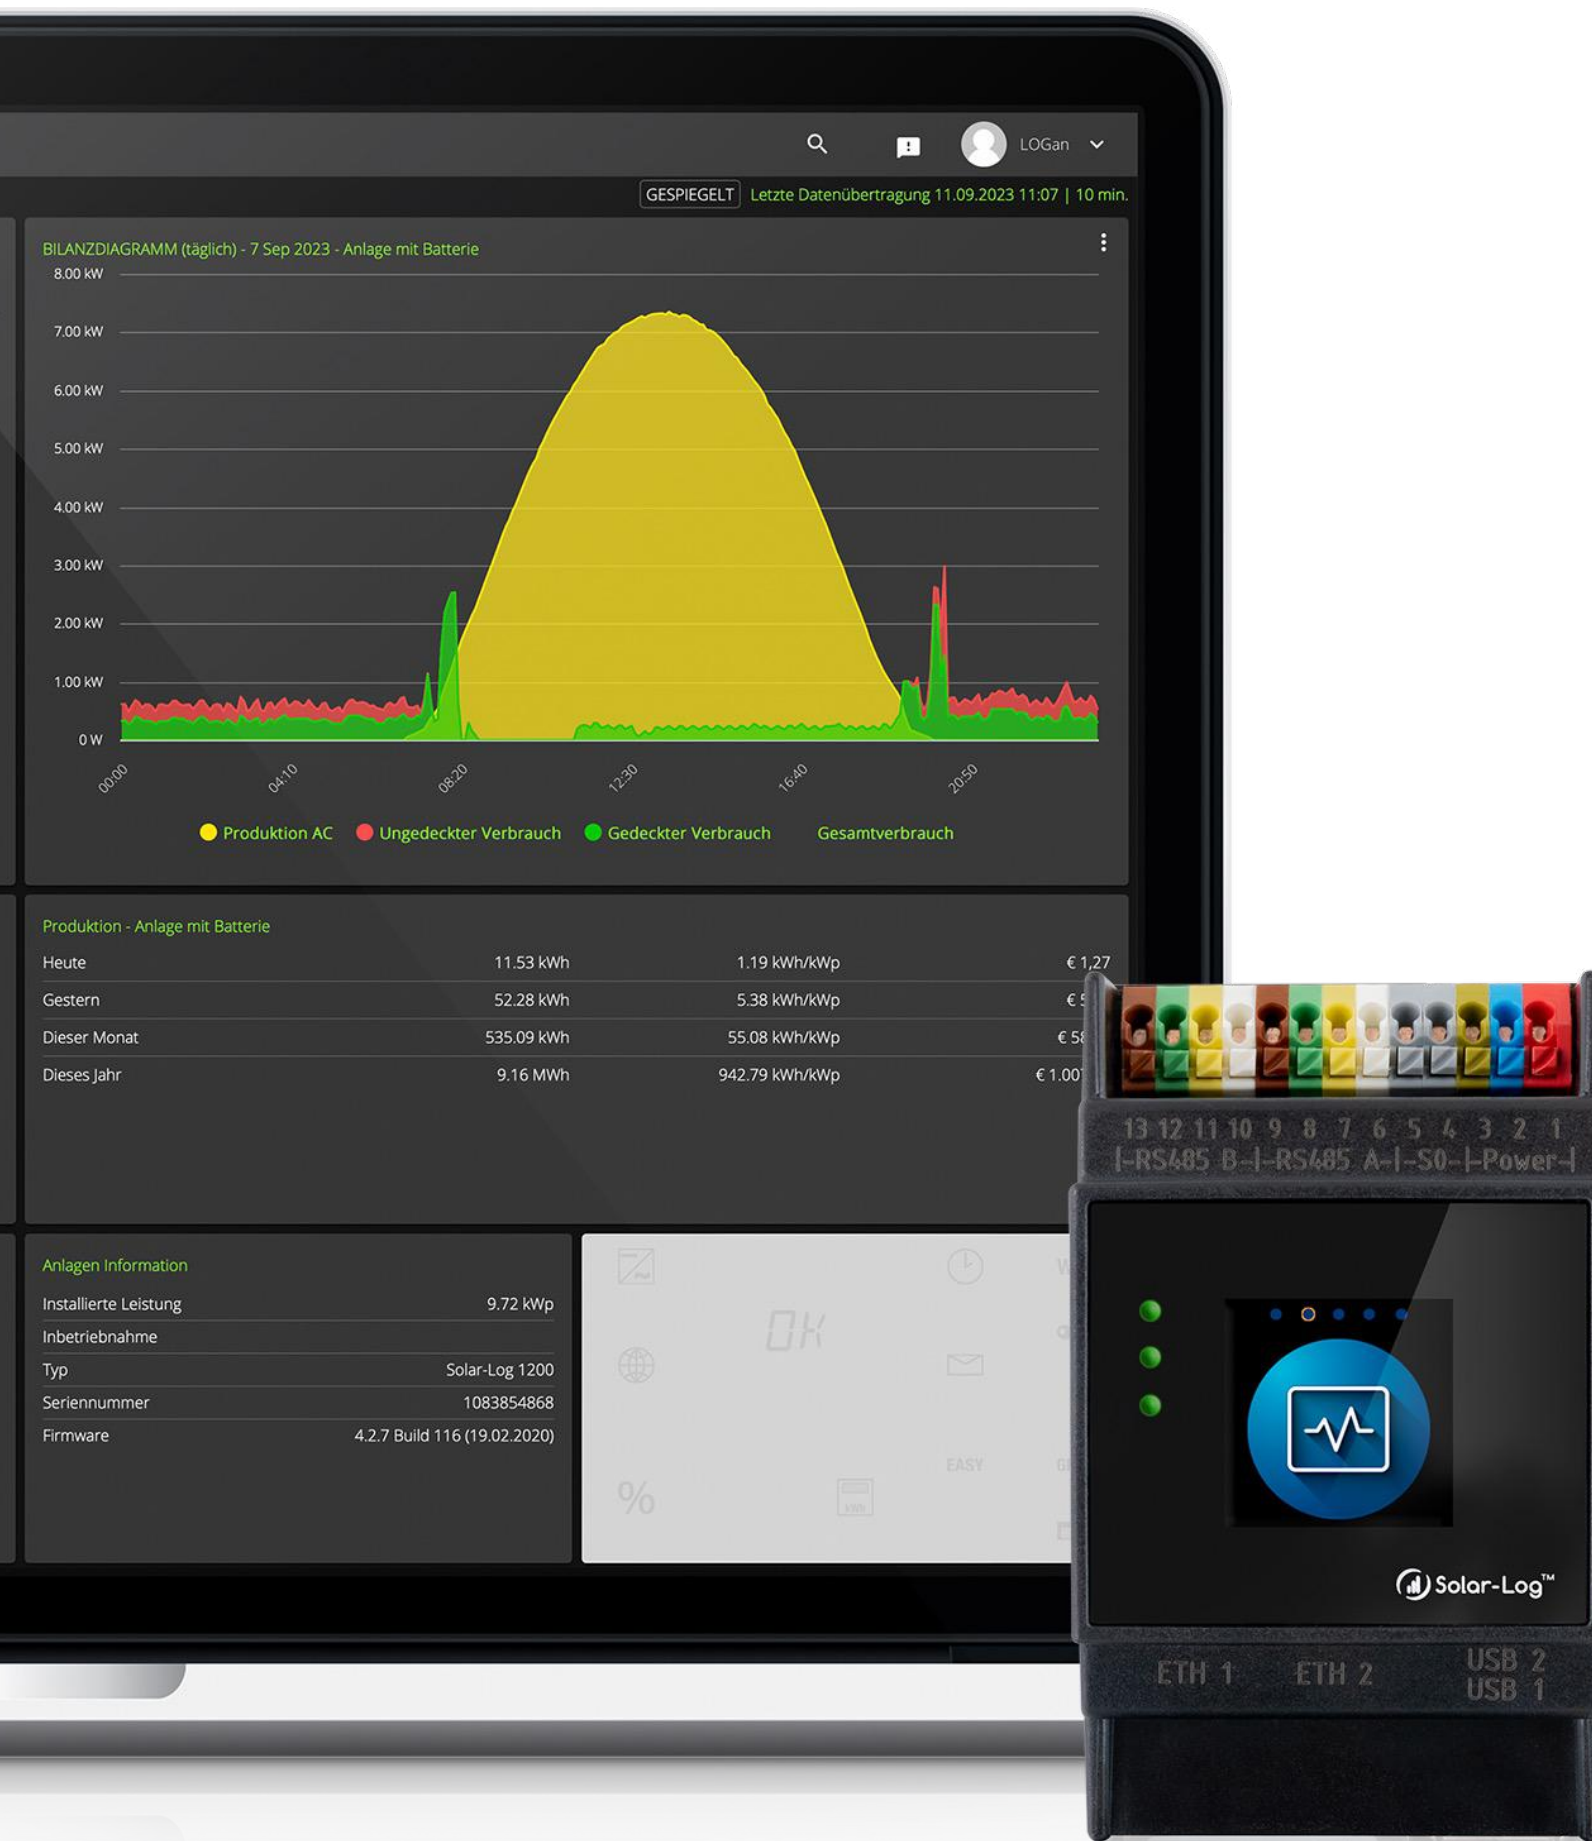 LOGan
GESPIEGELT Letzte Datenübertragung 11.09.2023 11:07 | 10 min.
BILANZDIAGRAMM (täglich) - 7 Sep 2023 - Anlage mit Batterie
8.00 kW
7.00 kW
6.00 kW
5.00 kW
4.00 kW
3.00 kW
2.00 kW
1.00 kW
0 W
00:00 04:10 08:20 12:30 16:40 20:50
Produktion AC Ungedeckter Verbrauch Gedeckter Verbrauch Gesamtverbrauch
Produktion - Anlage mit Batterie
Heute 11.53 kWh 1.19 kWh/kWp € 1,27
Gestern 52.28 kWh 5.38 kWh/kWp €
Dieser Monat 535.09 kWh 55.08 kWh/kWp € 58
Dieses Jahr 9.16 MWh 942.79 kWh/kWp € 1.00
Anlagen Information
Installierte Leistung 9.72 kWp
Inbetriebnahme
Typ Solar-Log 1200
Seriennummer 1083854868
Firmware 4.2.7 Build 116 (19.02.2020)
OK
EASY
%
kWh
13 12 11 10 9 8 7 6 5 4 3 2 1
|-RS485 B-|-RS485 A-|-S0-|-Power-|
Solar-Log™
ETH 1 ETH 2 USB 2
USB 1